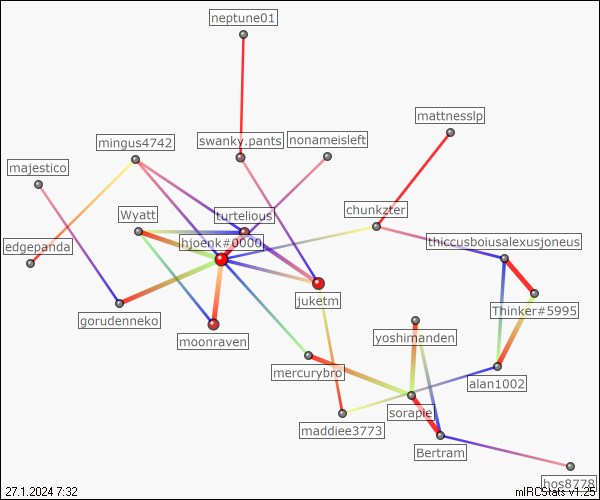 neptune01
mattnesslp
mingus4742
swanky.pants
nonameisleft
majestico
Wyatt
turtelious
chunkzter
edgepanda
hjoenk#0000
thiccusboiusalexusjoneus
juketm
Thinker#5995
gorudenneko
moonraven
yoshimanden
mercurybro
alan1002
sorapie
maddiee3773
Bertram
hos8778
27.1.2024 7:32
mIRCStats v1.25